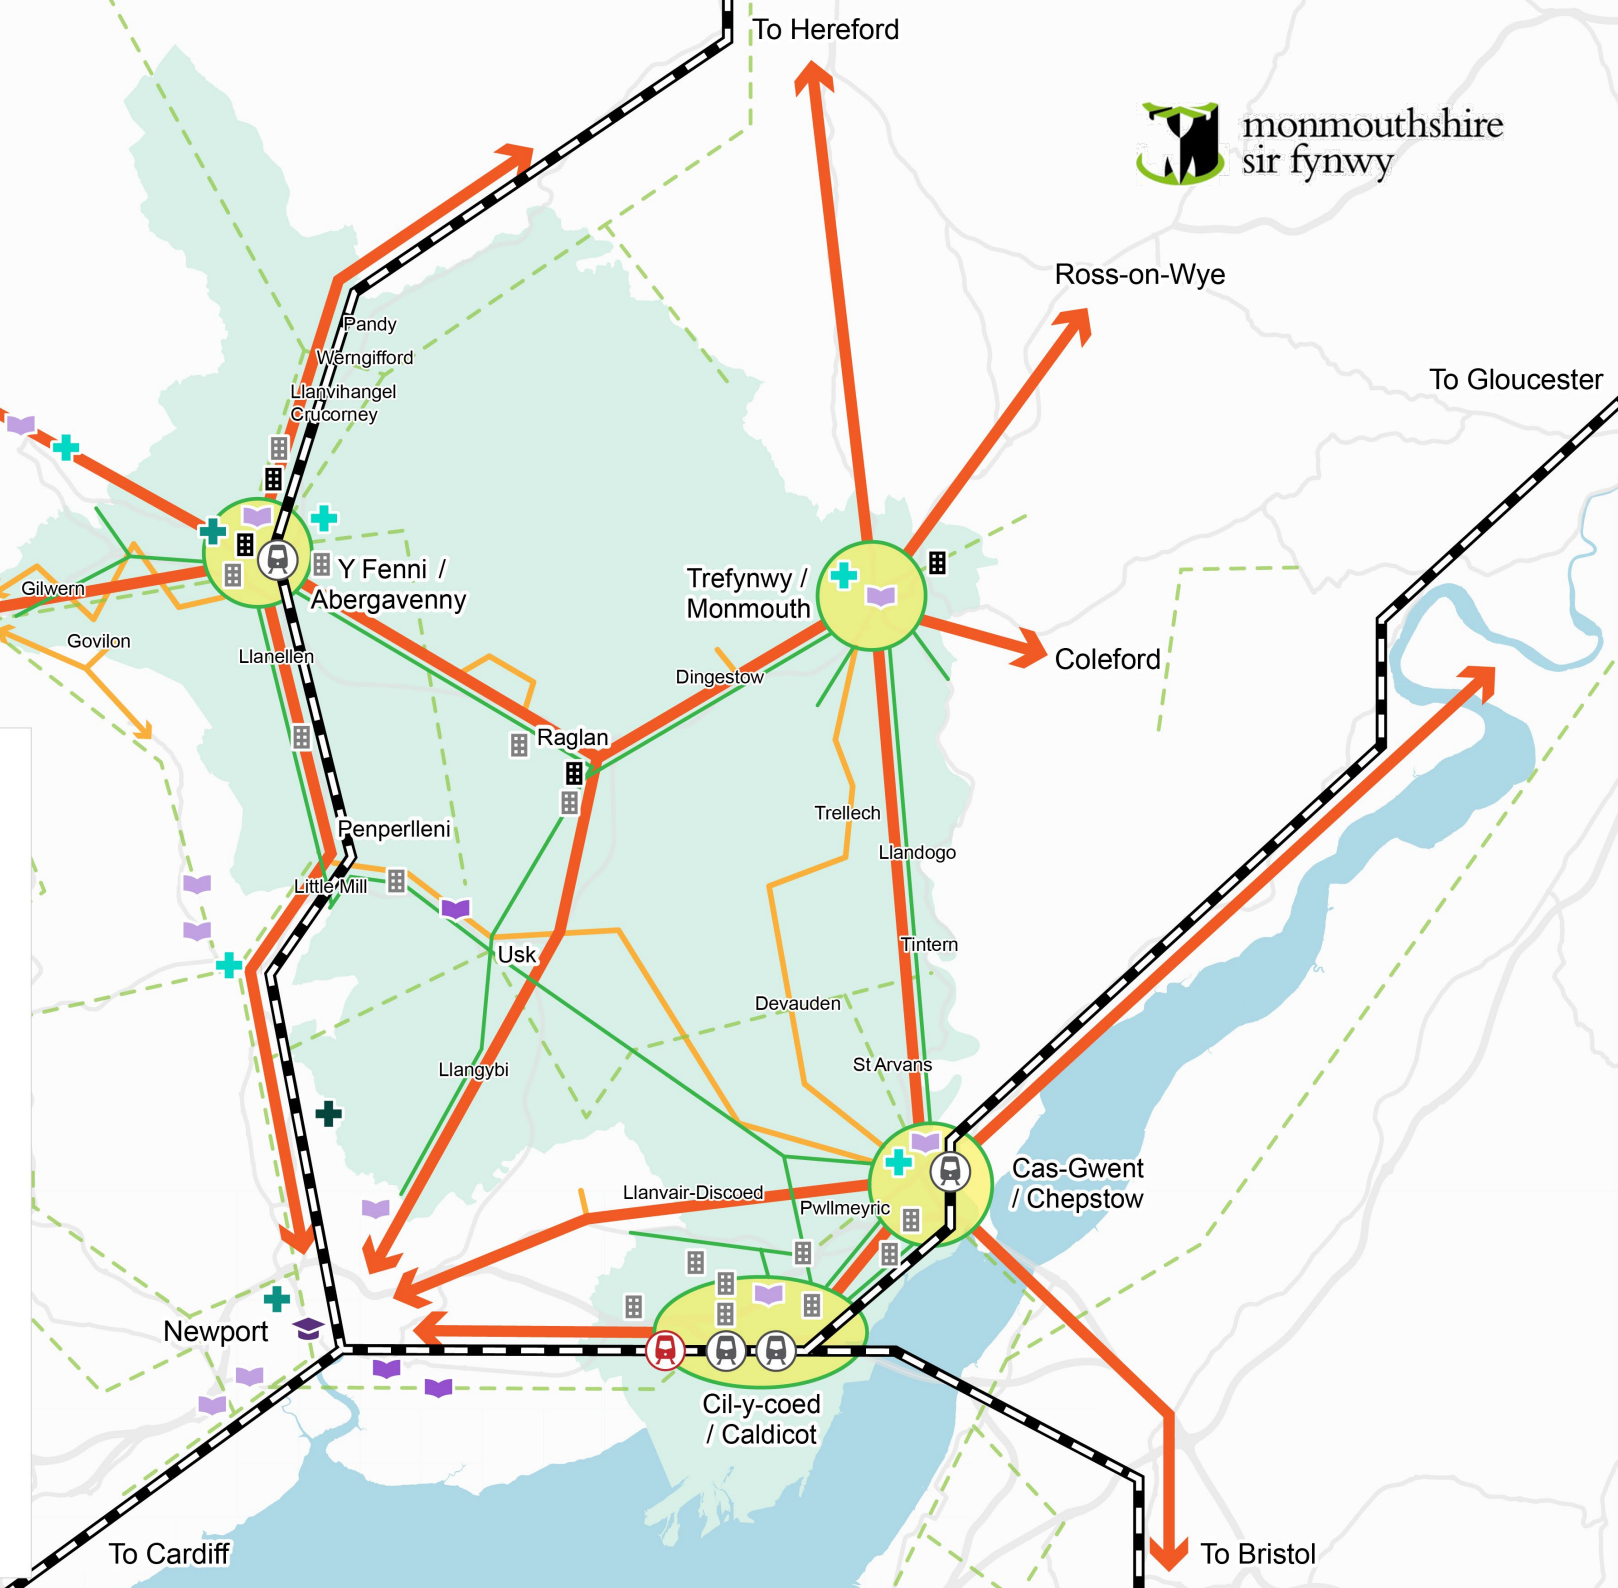 To Hereford
monmouthshire
sir fynwy
Ross-on-Wye
Pandy
Werngifford
To Gloucester
Llanvihangel
Crucorney
Y Fenni /
Abergavenny
Trefynwy /
Monmouth
Gilwern
Govilon
Llanellen
Dingestow
Coleford
Raglan
Trellech
Penperlleni
Llandogo
Little Mill
Usk
Tintern
Devauden
Llangybi
St Arvans
Cas-Gwent
/ Chepstow
Llanvair-Discoed
Pwllmeyric
Newport
Cil-y-coed
/ Caldicot
To Cardiff
To Bristol